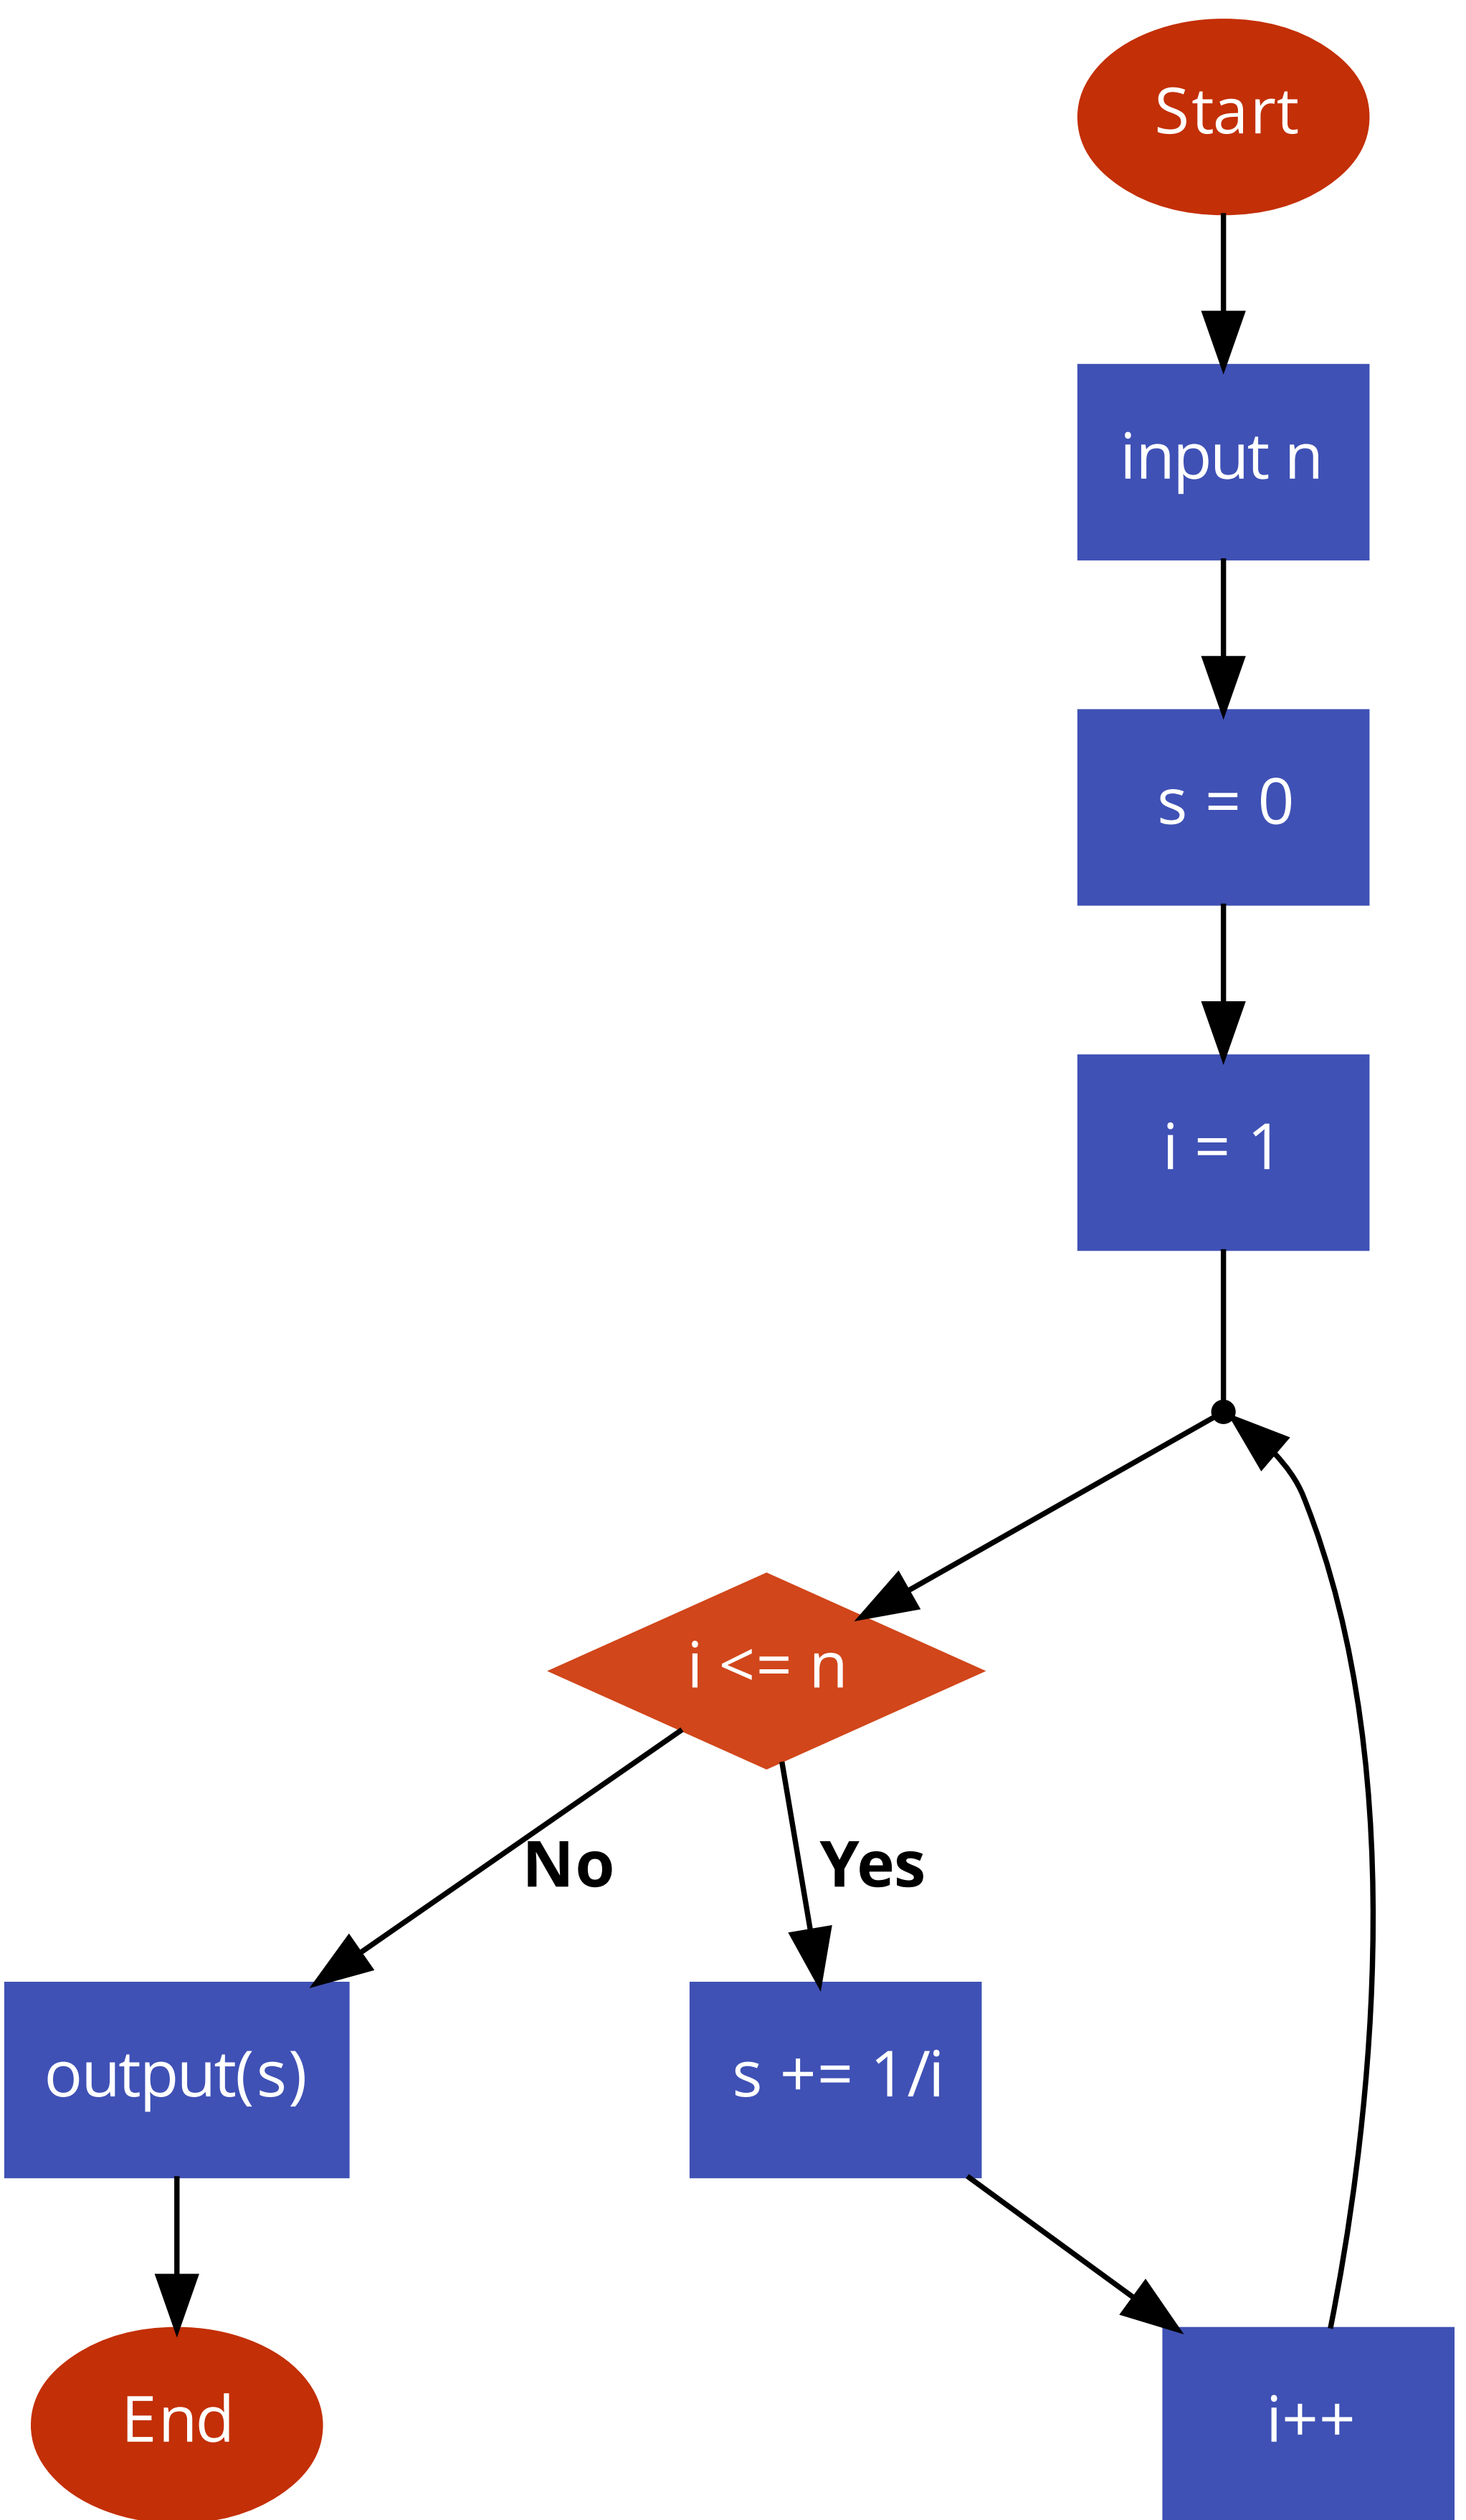 Start
input n
s = 0
i = 1
i <= n
No
Yes
output(s)
s += 1/i
End
i++